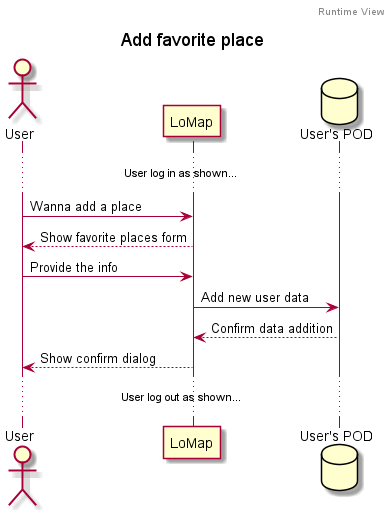 Runtime View
Add favorite place
User
LoMap
User's POD
User log in as shown...
Wanna add a place
Show favorite places form
Provide the info
Add new user data
Confirm data addition
Show confirm dialog
User log out as shown...
User
LoMap
User's POD